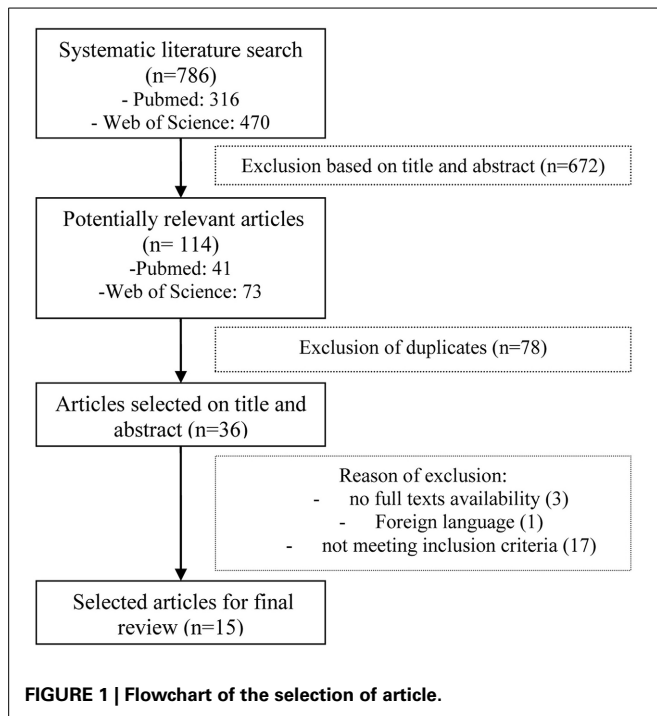 Systematic literature search
(n=786)
- Pubmed: 316
- Web of Science: 470
Exclusion based on title and abstract (n=672)
Potentially relevant articles
(n= 114)
-Pubmed: 41
-Web of Science: 73
Exclusion of duplicates (n=78)
Articles selected on title and
abstract (n=36)
Reason of exclusion:
- no full texts availability (3)
- Foreign language (1)
- not meeting inclusion criteria (17)
Selected articles for final
review (n=15)
FIGURE 1 | Flowchart of the selection of article.